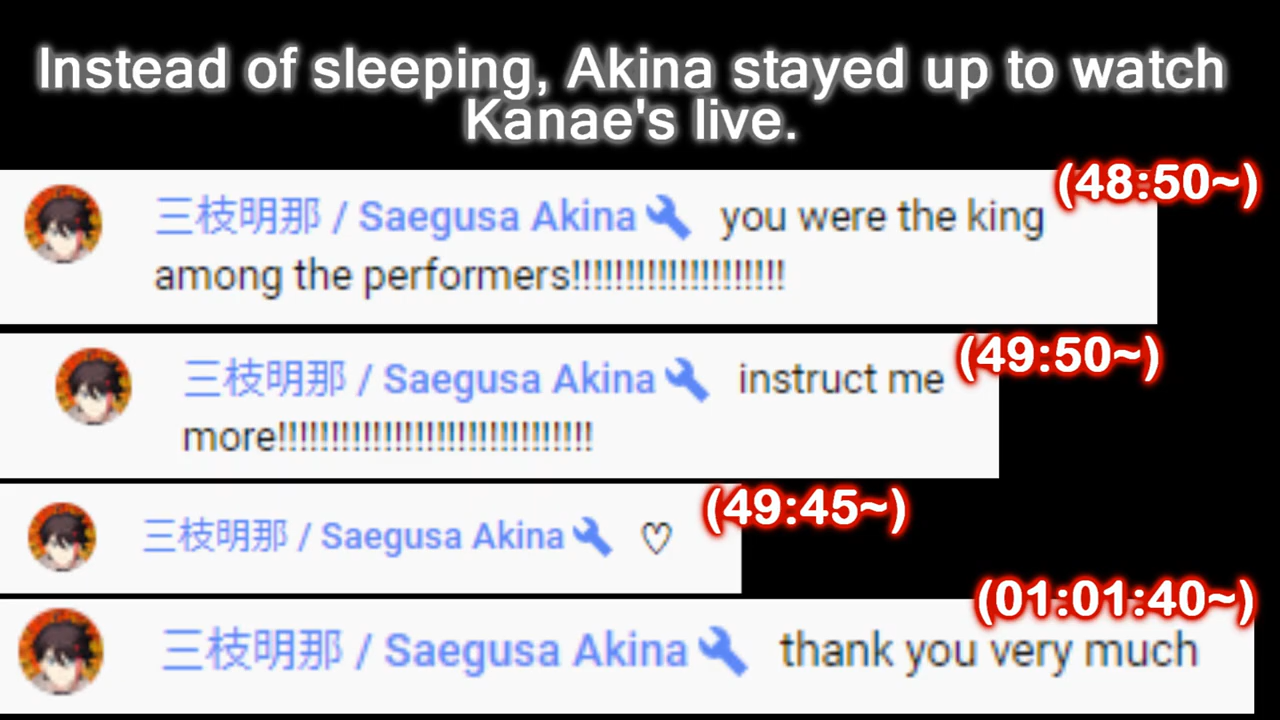 Instead of sleeping, Akina stayed up to watch
Kanae's live.
(48:50~)
三枝明那 / Saegusa Akina you were the king
among the performers!!!!!!!!!!!!!!!!!!!!
(49:50~)
三枝明那 / Saegusa Akina instruct me
more!!!!!!!!!!!!!!!!!!!!!!!!!!!!!!
(49:45~)
三枝明那 / Saegusa Akina ♡
(01:01:40~)
三枝明那 / Saegusa Akina thank you very much